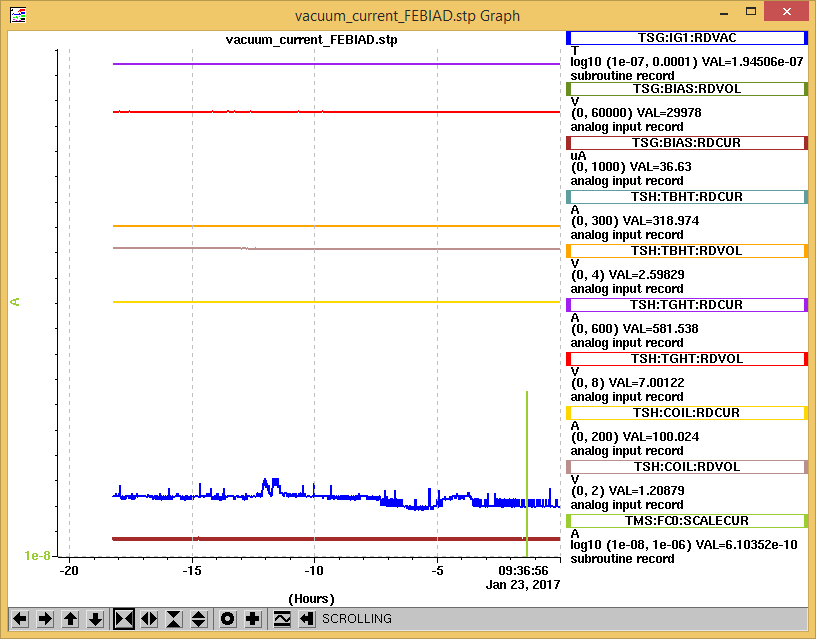 vacuum_current_FEBIAD.stp Graph
vacuum_current_FEBIAD.stp
A
1e-8
-20
-15
-10
-5
09:36:56
Jan 23, 2017
(Hours)
TSG:IG1:RDVAC
T
log10 (1e-07, 0.0001) VAL=1.94506e-07
subroutine record
TSG:BIAS:RDVOL
V
(0, 60000) VAL=29978
analog input record
TSG:BIAS:RDCUR
uA
(0, 1000) VAL=36.63
analog input record
TSH:TBHT:RDCUR
A
(0, 300) VAL=318.974
analog input record
TSH:TBHT:RDVOL
V
(0, 4) VAL=2.59829
analog input record
TSH:TGHT:RDCUR
A
(0, 600) VAL=581.538
analog input record
TSH:TGHT:RDVOL
V
(0, 8) VAL=7.00122
analog input record
TSH:COIL:RDCUR
A
(0, 200) VAL=100.024
analog input record
TSH:COIL:RDVOL
V
(0, 2) VAL=1.20879
analog input record
TMS:FC0:SCALECUR
A
log10 (1e-08, 1e-06) VAL=6.10352e-10
subroutine record
SCROLLING